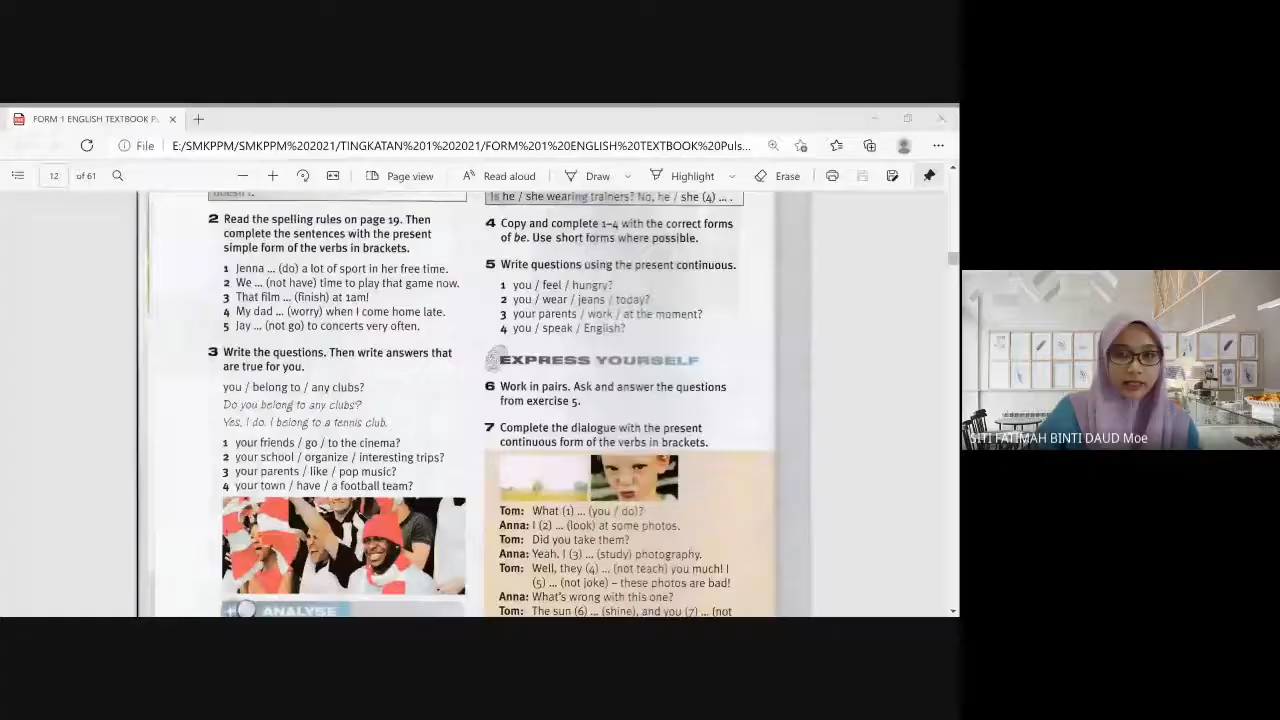 FORM 1 ENGLISH TEXTBOOK P
File
E:/SMKPPM/SMKPPM%202021/TINGKATAN%201%202021/FORM%201%20ENGLISH%20TEXTBOOK%20Puls...
12 of 61
Page view
Read aloud
Draw
Highlight
Erase
doesn't.
2 Read the spelling rules on page 19. Then
complete the sentences with the present
simple form of the verbs in brackets.
1 Jenna ... (do) a lot of sport in her free time.
2 We ... (not have) time to play that game now.
3 That film ... (finish) at 1am!
4 My dad ... (worry) when I come home late.
5 Jay ... (not go) to concerts very often.
3 Write the questions. Then write answers that
are true for you.
you / belong to / any clubs?
Do you belong to any clubs?
Yes, I do. I belong to a tennis club.
1 your friends / go / to the cinema?
2 your school / organize / interesting trips?
3 your parents / like / pop music?
4 your town / have / a football team?
ANALYSE
Is he / she wearing trainers? No, he / she (4) ... .
4 Copy and complete 1–4 with the correct forms
of be. Use short forms where possible.
5 Write questions using the present continuous.
1 you / feel / hungry?
2 you / wear / jeans / today?
3 your parents / work / at the moment?
4 you / speak / English?
EXPRESS YOURSELF
6 Work in pairs. Ask and answer the questions
from exercise 5.
7 Complete the dialogue with the present
continuous form of the verbs in brackets.
Tom: What (1) ... (you / do)?
Anna: I (2) ... (look) at some photos.
Tom: Did you take them?
Anna: Yeah. I (3) ... (study) photography.
Tom: Well, they (4) ... (not teach) you much! I
(5) ... (not joke) – these photos are bad!
Anna: What's wrong with this one?
Tom: The sun (6) ... (shine), and you (7) ... (not
SITI FATIMAH BINTI DAUD Moe